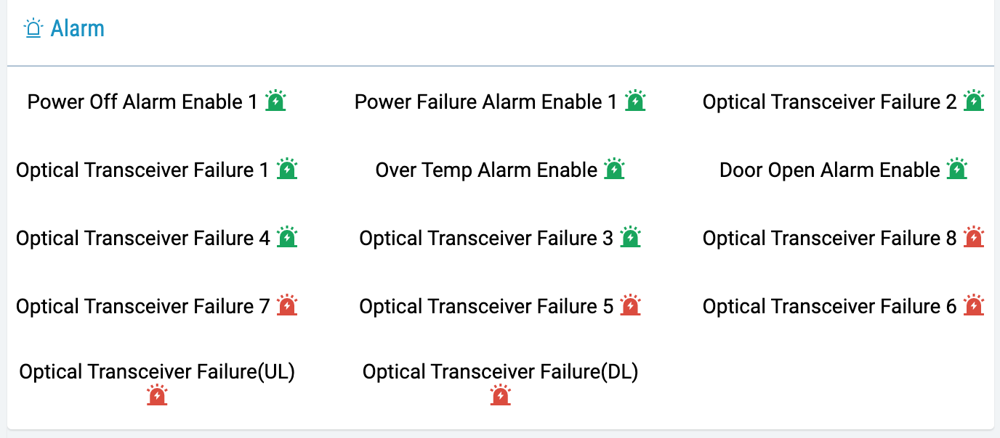 Alarm
Power Off Alarm Enable 1
Power Failure Alarm Enable 1
Optical Transceiver Failure 2
Optical Transceiver Failure 1
Over Temp Alarm Enable
Door Open Alarm Enable
Optical Transceiver Failure 4
Optical Transceiver Failure 3
Optical Transceiver Failure 8
Optical Transceiver Failure 7
Optical Transceiver Failure 5
Optical Transceiver Failure 6
Optical Transceiver Failure(UL)
Optical Transceiver Failure(DL)